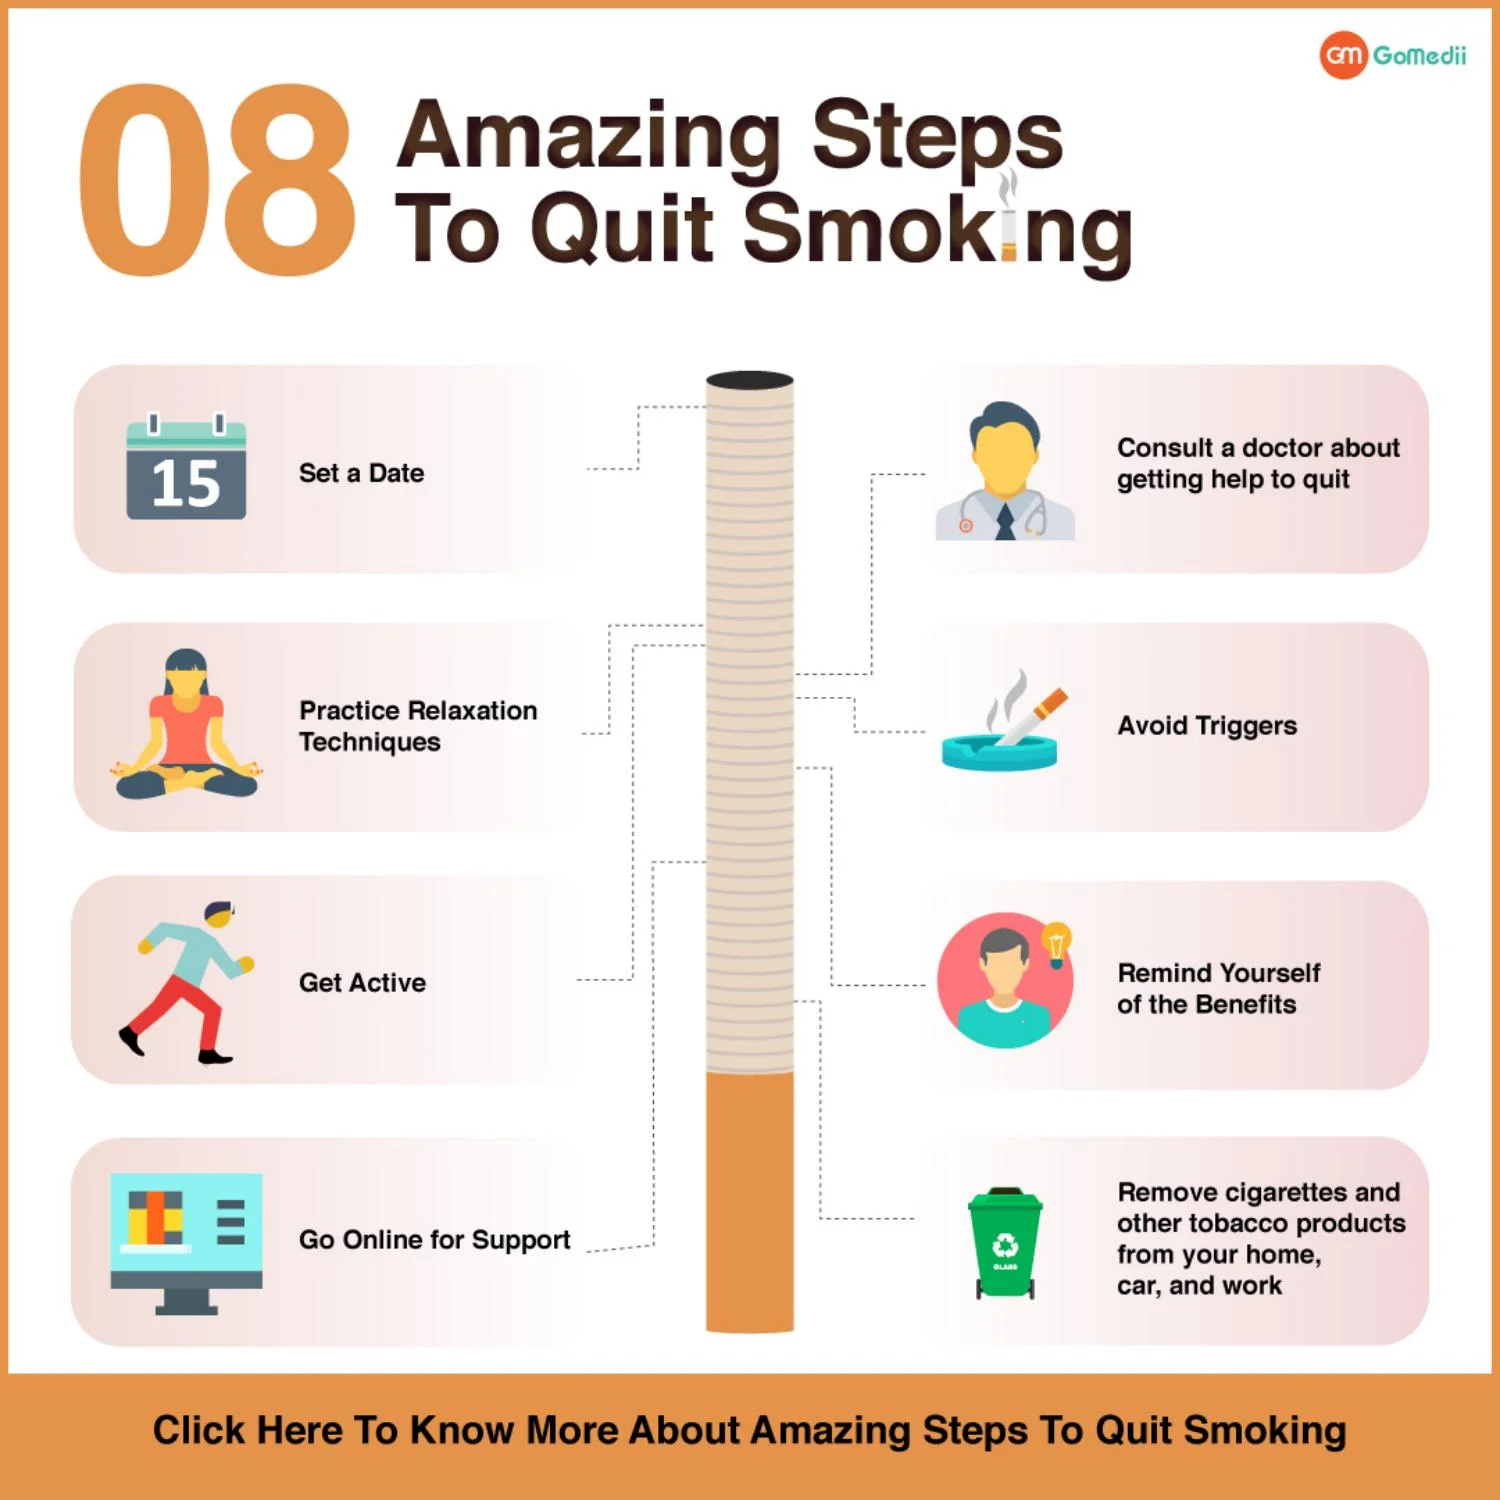 GM GoMedii
08 Amazing Steps
To Quit Smoking
15
Set a Date
Consult a doctor about
getting help to quit
Practice Relaxation
Techniques
Avoid Triggers
Get Active
Remind Yourself
of the Benefits
Go Online for Support
Remove cigarettes and
other tobacco products
from your home,
car, and work
GLASS
Click Here To Know More About Amazing Steps To Quit Smoking